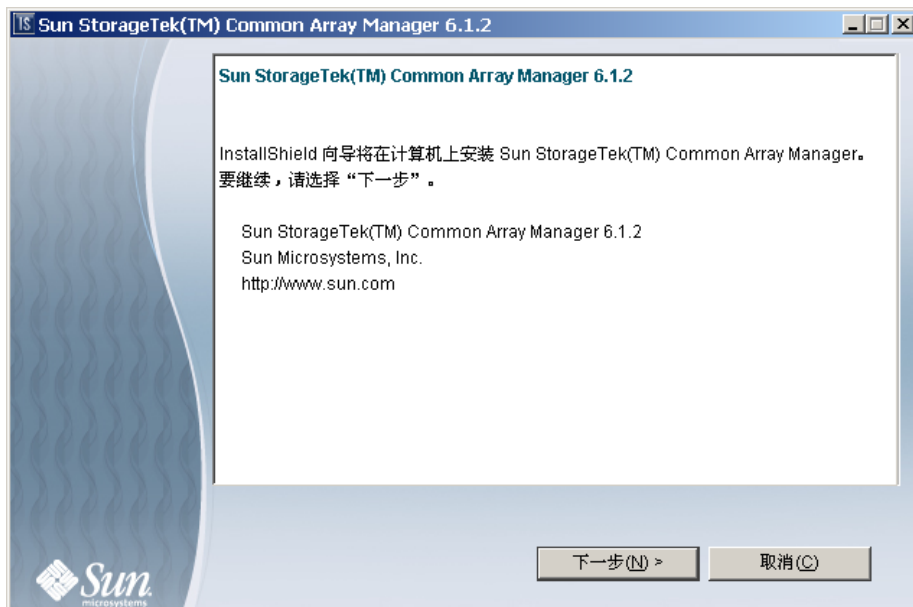 Sun StorageTek(TM) Common Array Manager 6.1.2
Sun StorageTek(TM) Common Array Manager 6.1.2
InstallShield 向导将在计算机上安装 Sun StorageTek(TM) Common Array Manager。
要继续，请选择“下一步”。
Sun StorageTek(TM) Common Array Manager 6.1.2
Sun Microsystems, Inc.
http://www.sun.com
下一步(N) >
取消(C)
Sun
microsystems